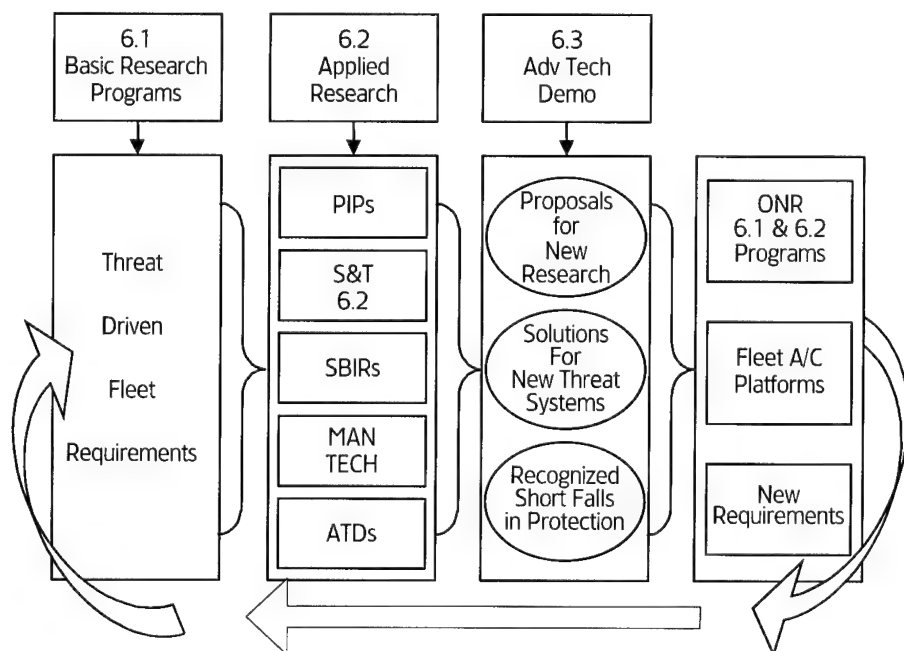 6.1
Basic Research
Programs
6.2
Applied
Research
6.3
Adv Tech
Demo
Threat
Driven
Fleet
Requirements
PIPs
S&T
6.2
SBIRs
MAN
TECH
ATDs
Proposals
for
New
Research
Solutions
For
New Threat
Systems
Recognized
Short Falls
in Protection
ONR
6.1 & 6.2
Programs
Fleet A/C
Platforms
New
Requirements